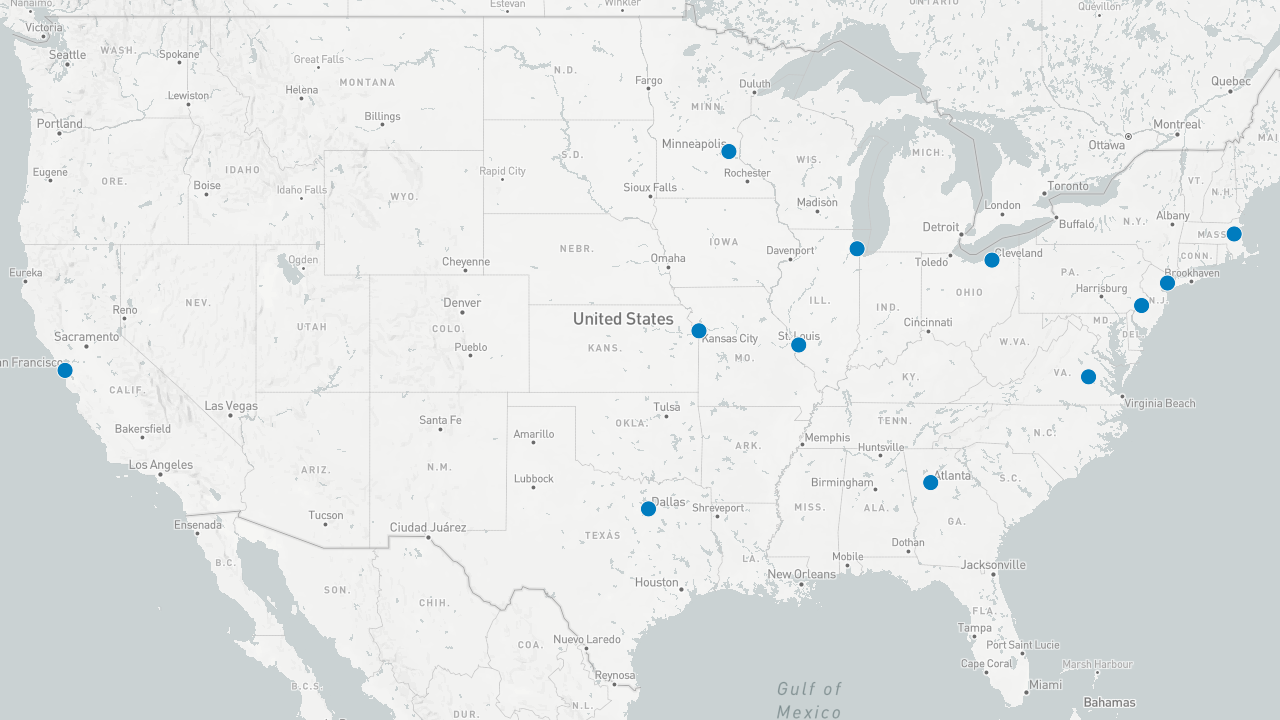 Nanaimo
Estevan
Winkler
ONTARIO
Quévillon
Victoria
Seattle
WASH.
Spokane
Great Falls
MONTANA
N.D.
Fargo
Duluth
Quebec
Lewiston
Helena
Billings
MINN.
Portland
Montreal
Ottawa
MA
Minneapolis
WIS.
MICH.
Eugene
ORE.
IDAHO
Boise
Idaho Falls
WYO.
S.D.
Rapid City
Sioux Falls
Rochester
Madison
Toronto
London
VT.
N.H.
Detroit
Buffalo
N.Y.
Albany
MASS
Eureka
Ogden
Cheyenne
NEBR.
Omaha
IOWA
Davenport
Toledo
Cleveland
CONN.
NEV.
Reno
Denver
ILL.
IND.
OHIO
PA.
Harrisburg
Brookhaven
N.J.
Sacramento
UTAH
COLO.
Pueblo
United States
KANS.
Kansas City
MO.
St. Louis
Cincinnati
W.VA.
MD.
DEL.
n Francisco
CALIF.
Las Vegas
KY.
VA.
Virginia Beach
Bakersfield
Santa Fe
Amarillo
Tulsa
OKLA.
TENN.
N.C.
Los Angeles
ARIZ.
N.M.
Lubbock
ARK.
Memphis
Huntsville
Atlanta
S.C.
Ensenada
Tucson
Ciudad Juárez
Dallas
Shreveport
MISS.
Birmingham
ALA.
GA.
TEXAS
B.C.
SON.
CHIH.
Houston
LA.
New Orleans
Mobile
Dothan
Jacksonville
COA.
Nuevo Laredo
FLA.
Tampa
Port Saint Lucie
B.C.S.
DUR.
N.L.
Reynosa
Gulf of
Mexico
Cape Coral
Miami
Marsh Harbour
Bahamas